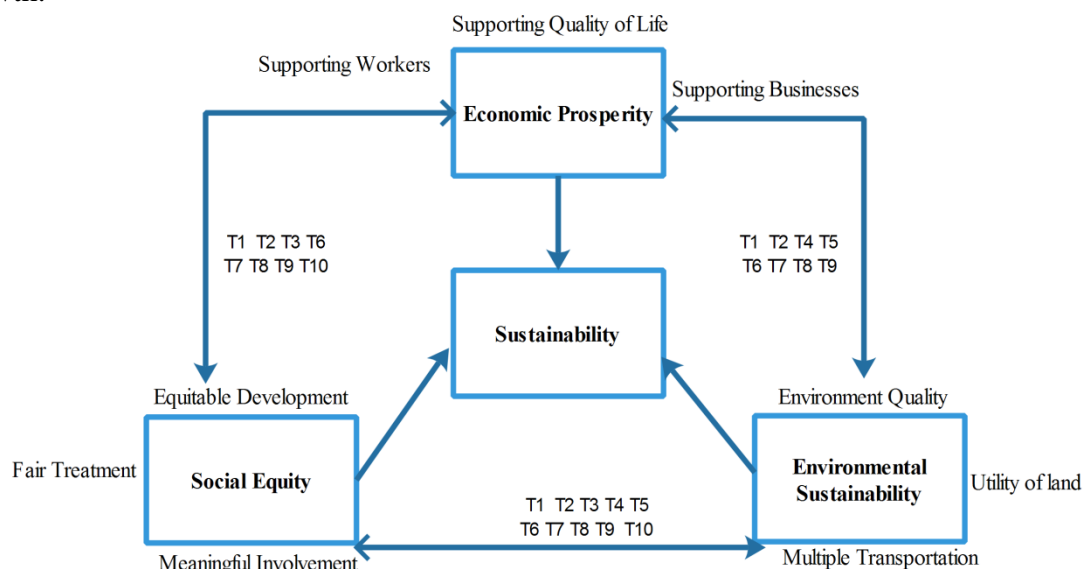 Supporting Quality of Life
Supporting Workers
Economic Prosperity
Supporting Businesses
T1 T2 T3 T6
T7 T8 T9 T10
T1 T2 T4 T5
T6 T7 T8 T9
Sustainability
Equitable Development
Environment Quality
Fair Treatment
Social Equity
Environmental
Sustainability
Utility of land
T1 T2 T3 T4 T5
T6 T7 T8 T9 T10
Meaningful Involvement
Multiple Transportation